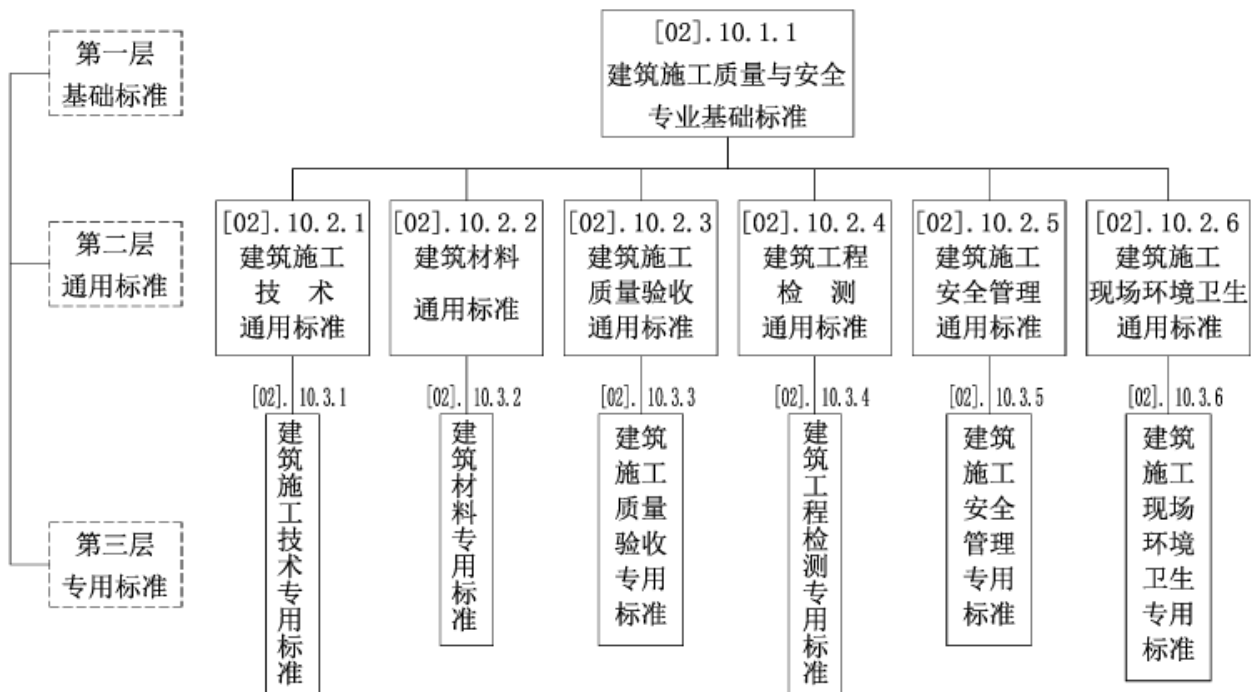 第一层
基础标准
[02].10.1.1
建筑施工质量与安全
专业基础标准
第二层
通用标准
[02].10.2.1
建筑施工
技 术
通用标准
[02].10.2.2
建筑材料
通用标准
[02].10.2.3
建筑施工
质量验收
通用标准
[02].10.2.4
建筑工程
检 测
通用标准
[02].10.2.5
建筑施工
安全管理
通用标准
[02].10.2.6
建筑施工
现场环境卫生
通用标准
第三层
专用标准
[02]. 10.3.1
建筑施工技术专用标准
[02]. 10.3.2
建筑材料专用标准
[02]. 10.3.3
建筑
施工
质量
验收
专用
标准
[02]. 10.3.4
建筑工程检测专用标准
[02]. 10.3.5
建筑
施工
安全
管理
专用
标准
[02]. 10.3.6
建筑
施工
现场
环境
卫生
专用
标准